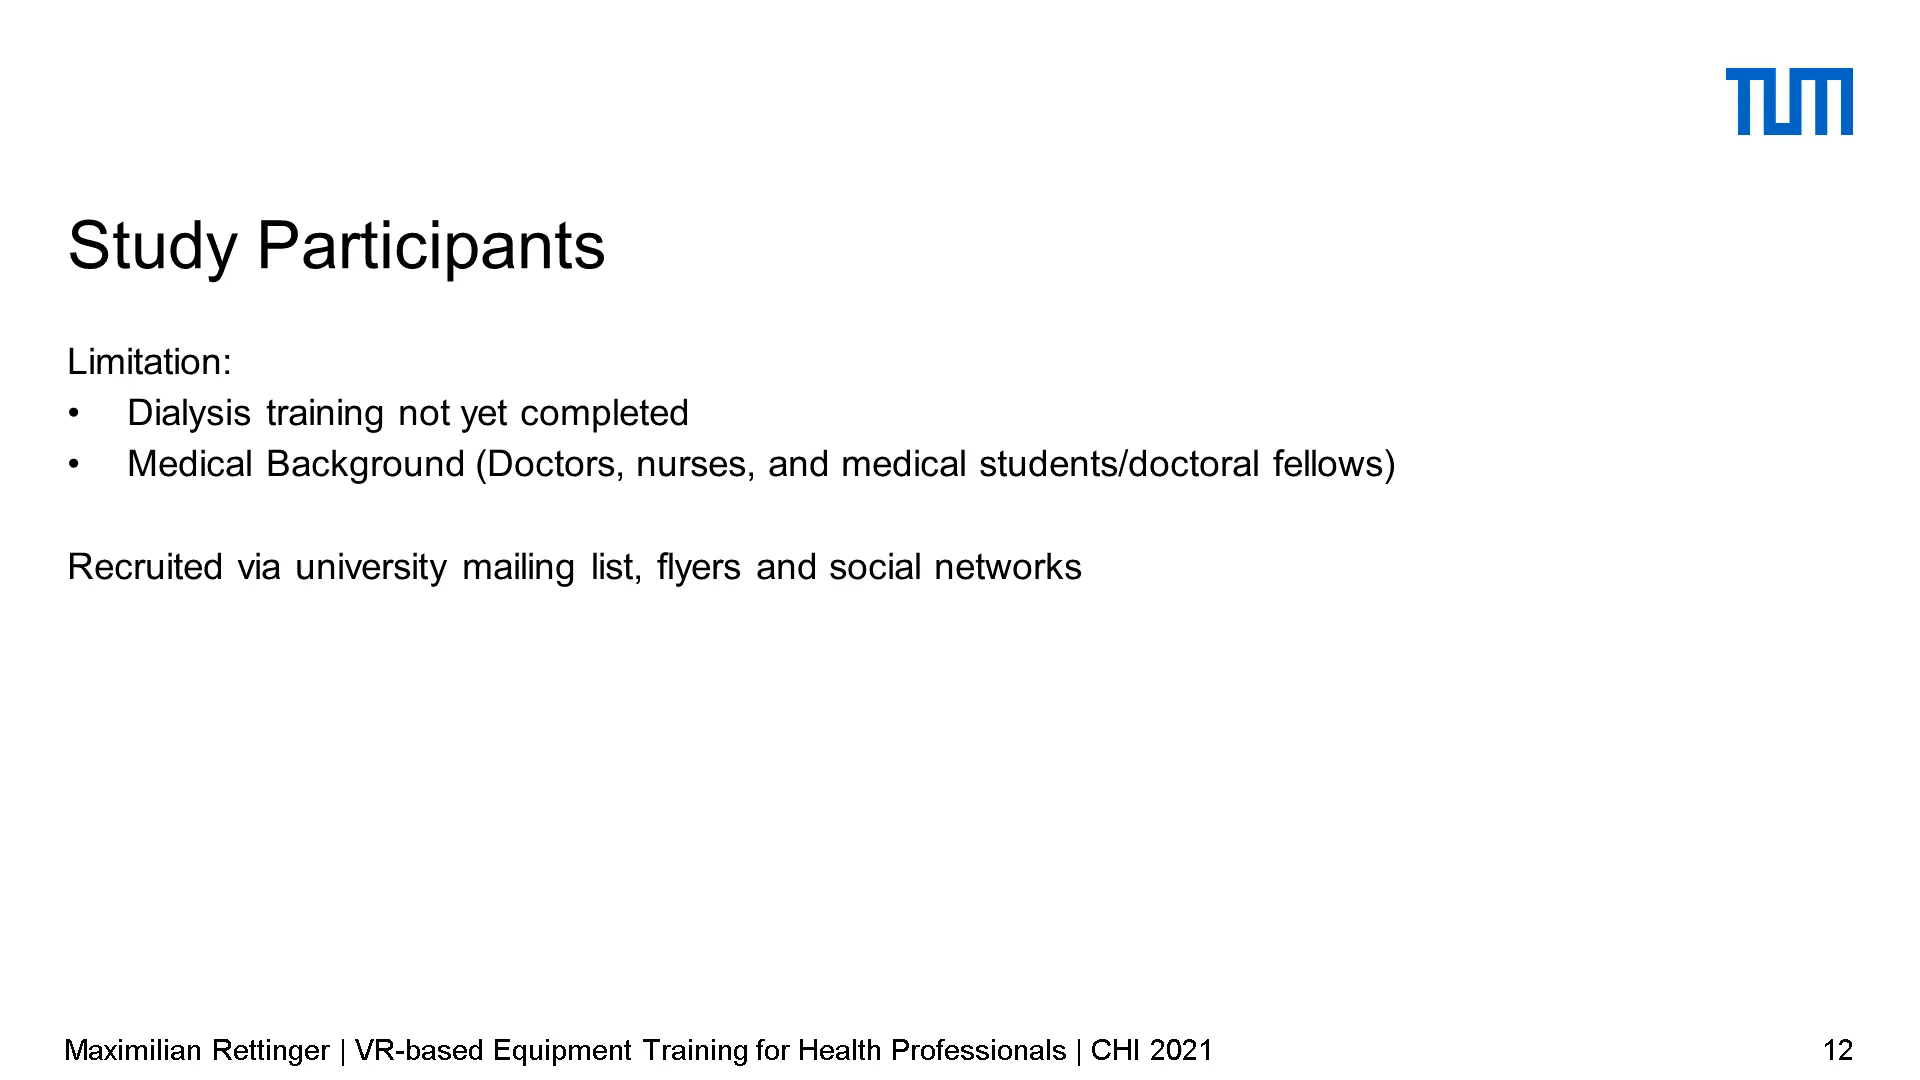 TUM
Study Participants
Limitation:
• Dialysis training not yet completed
• Medical Background (Doctors, nurses, and medical students/doctoral fellows)
Recruited via university mailing list, flyers and social networks
Maximilian Rettinger | VR-based Equipment Training for Health Professionals | CHI 2021
12